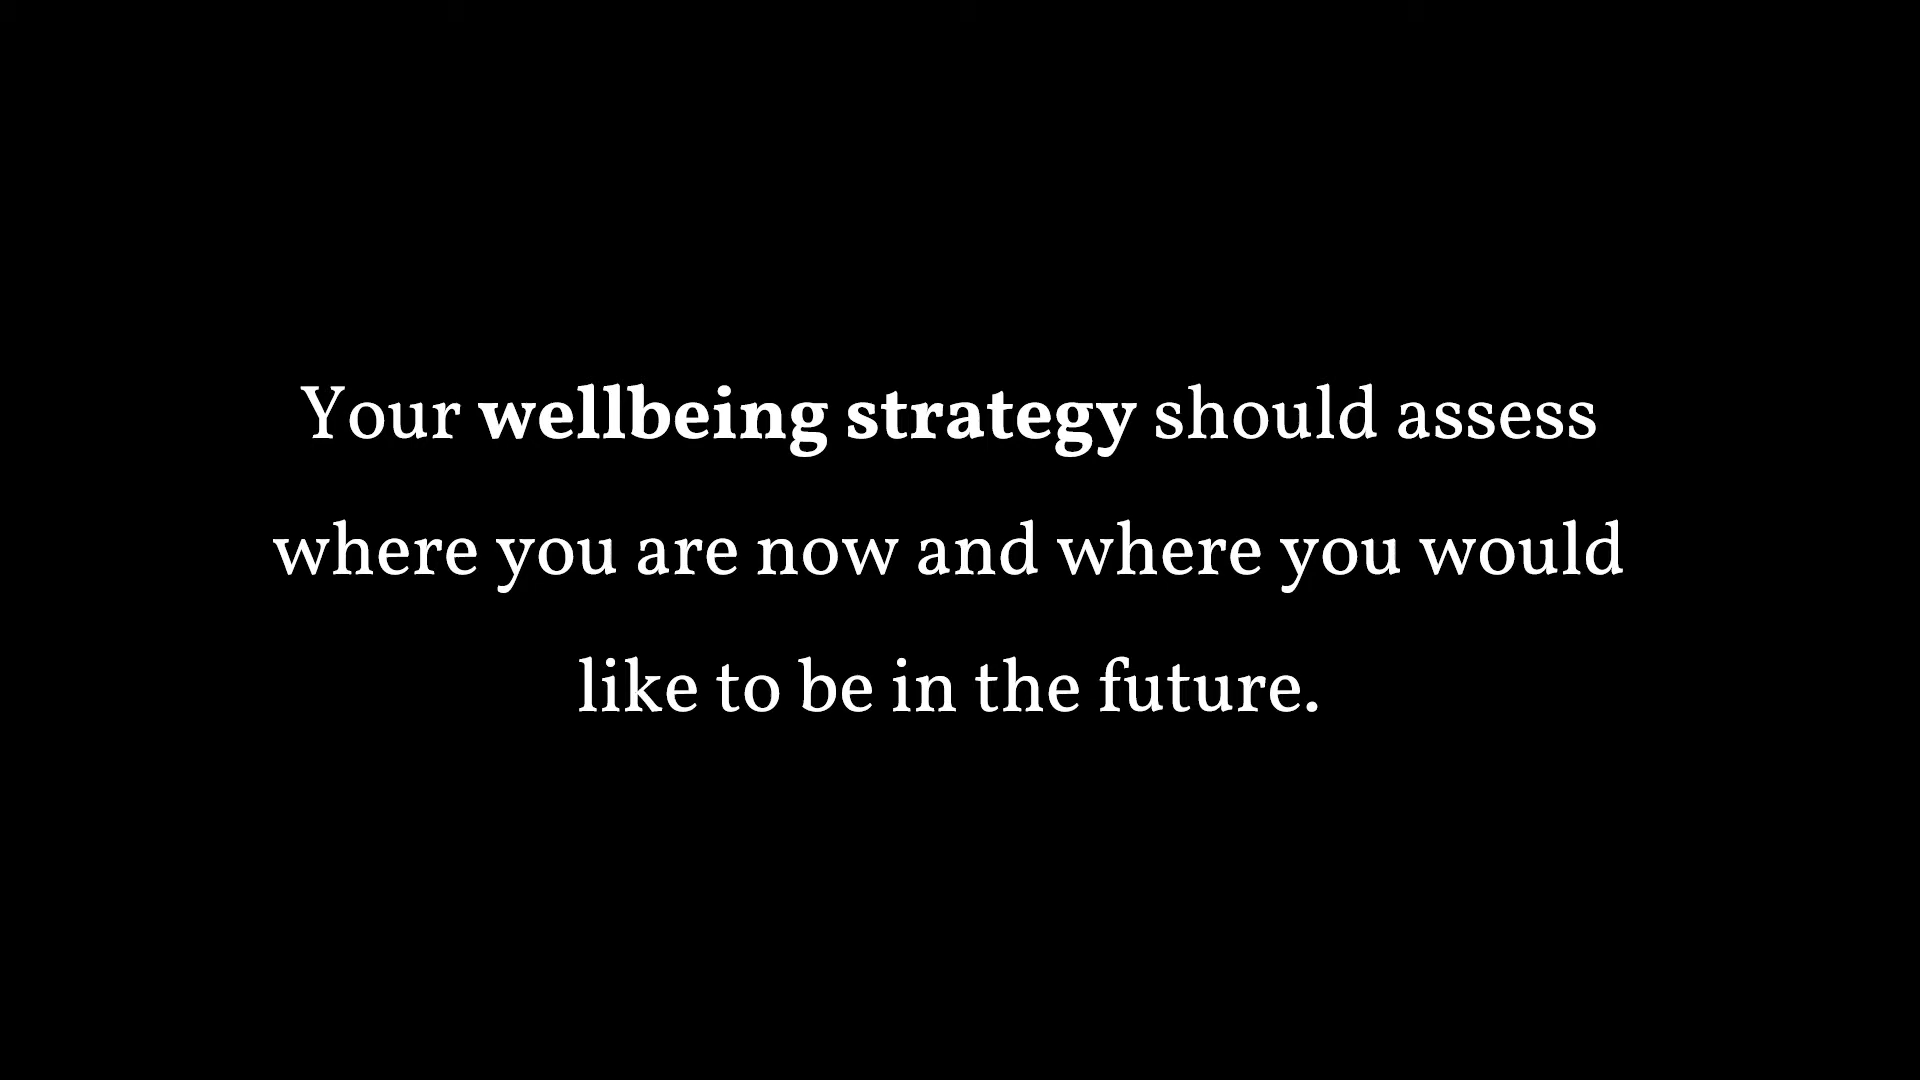 Your wellbeing strategy should assess
where you are now and where you would
like to be in the future.